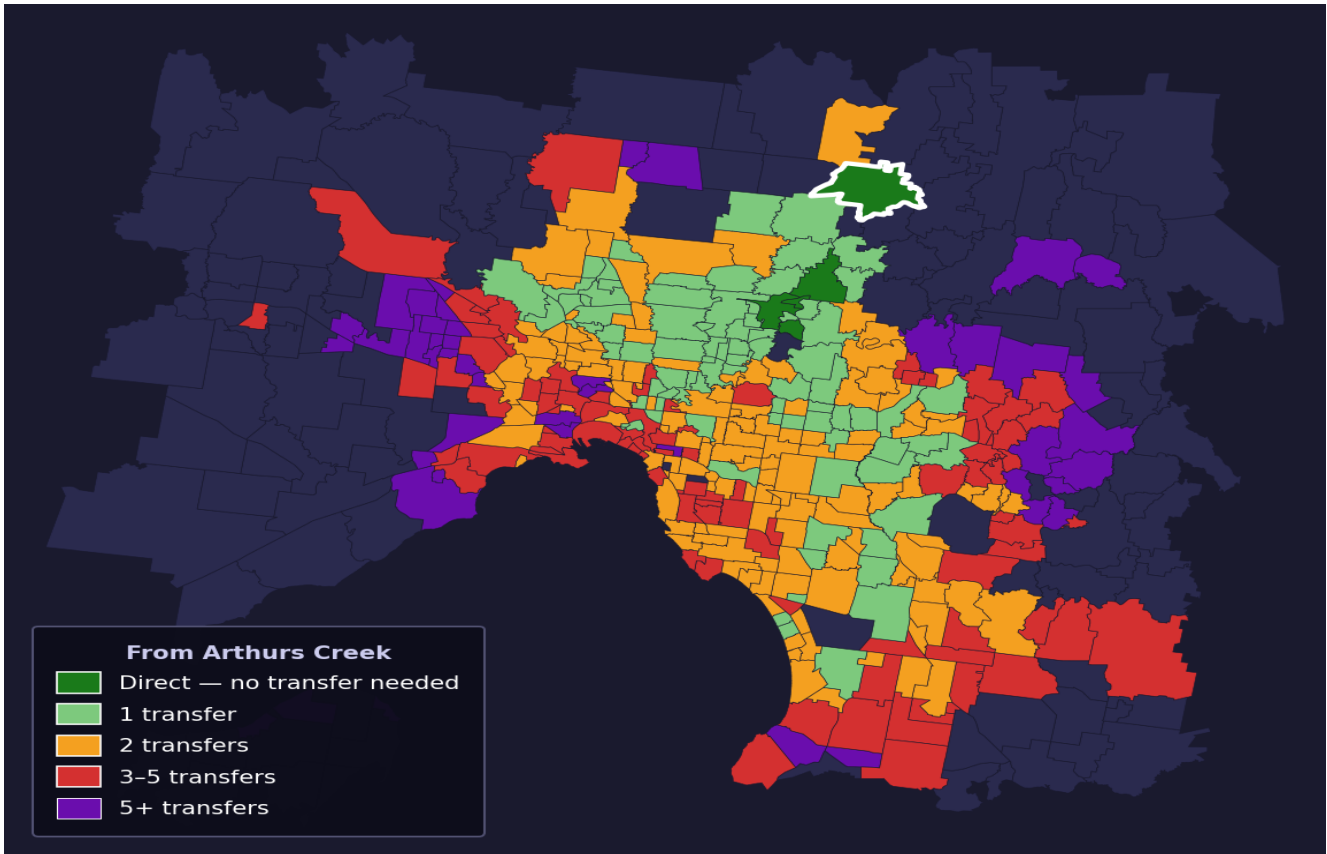 From Arthurs Creek
Direct — no transfer needed
1 transfer
2 transfers
3–5 transfers
5+ transfers